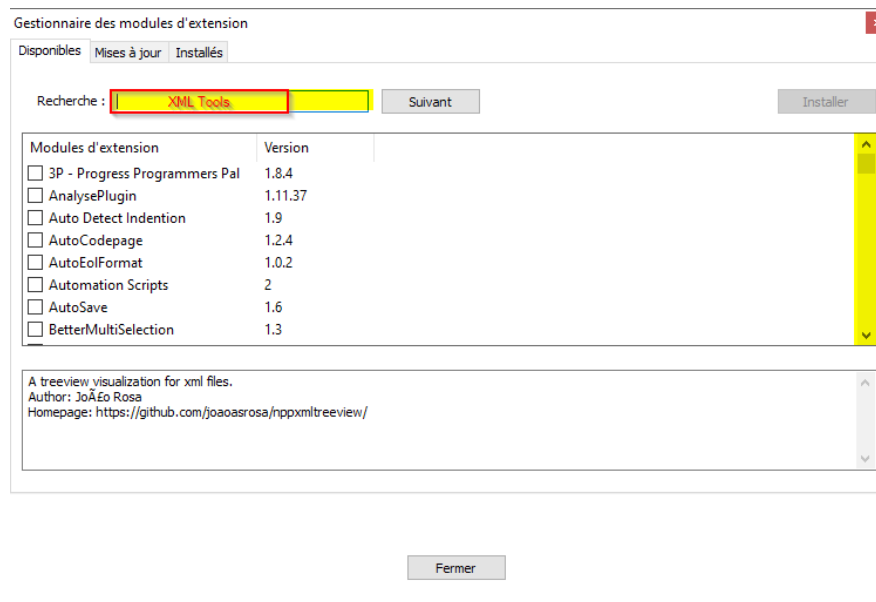 Gestionnaire des modules d'extension
Disponibles Mises à jour Installés
Recherche : XML Tools Suivant Installer
Modules d'extension Version
3P - Progress Programmers Pal 1.8.4
AnalysePlugin 1.11.37
Auto Detect Indention 1.9
AutoCodepage 1.2.4
AutoEolFormat 1.0.2
Automation Scripts 2
AutoSave 1.6
BetterMultiSelection 1.3
A treeview visualization for xml files.
Author: JoÃ£o Rosa
Homepage: https://github.com/joaoasrosa/nppxmltreeview/
Fermer